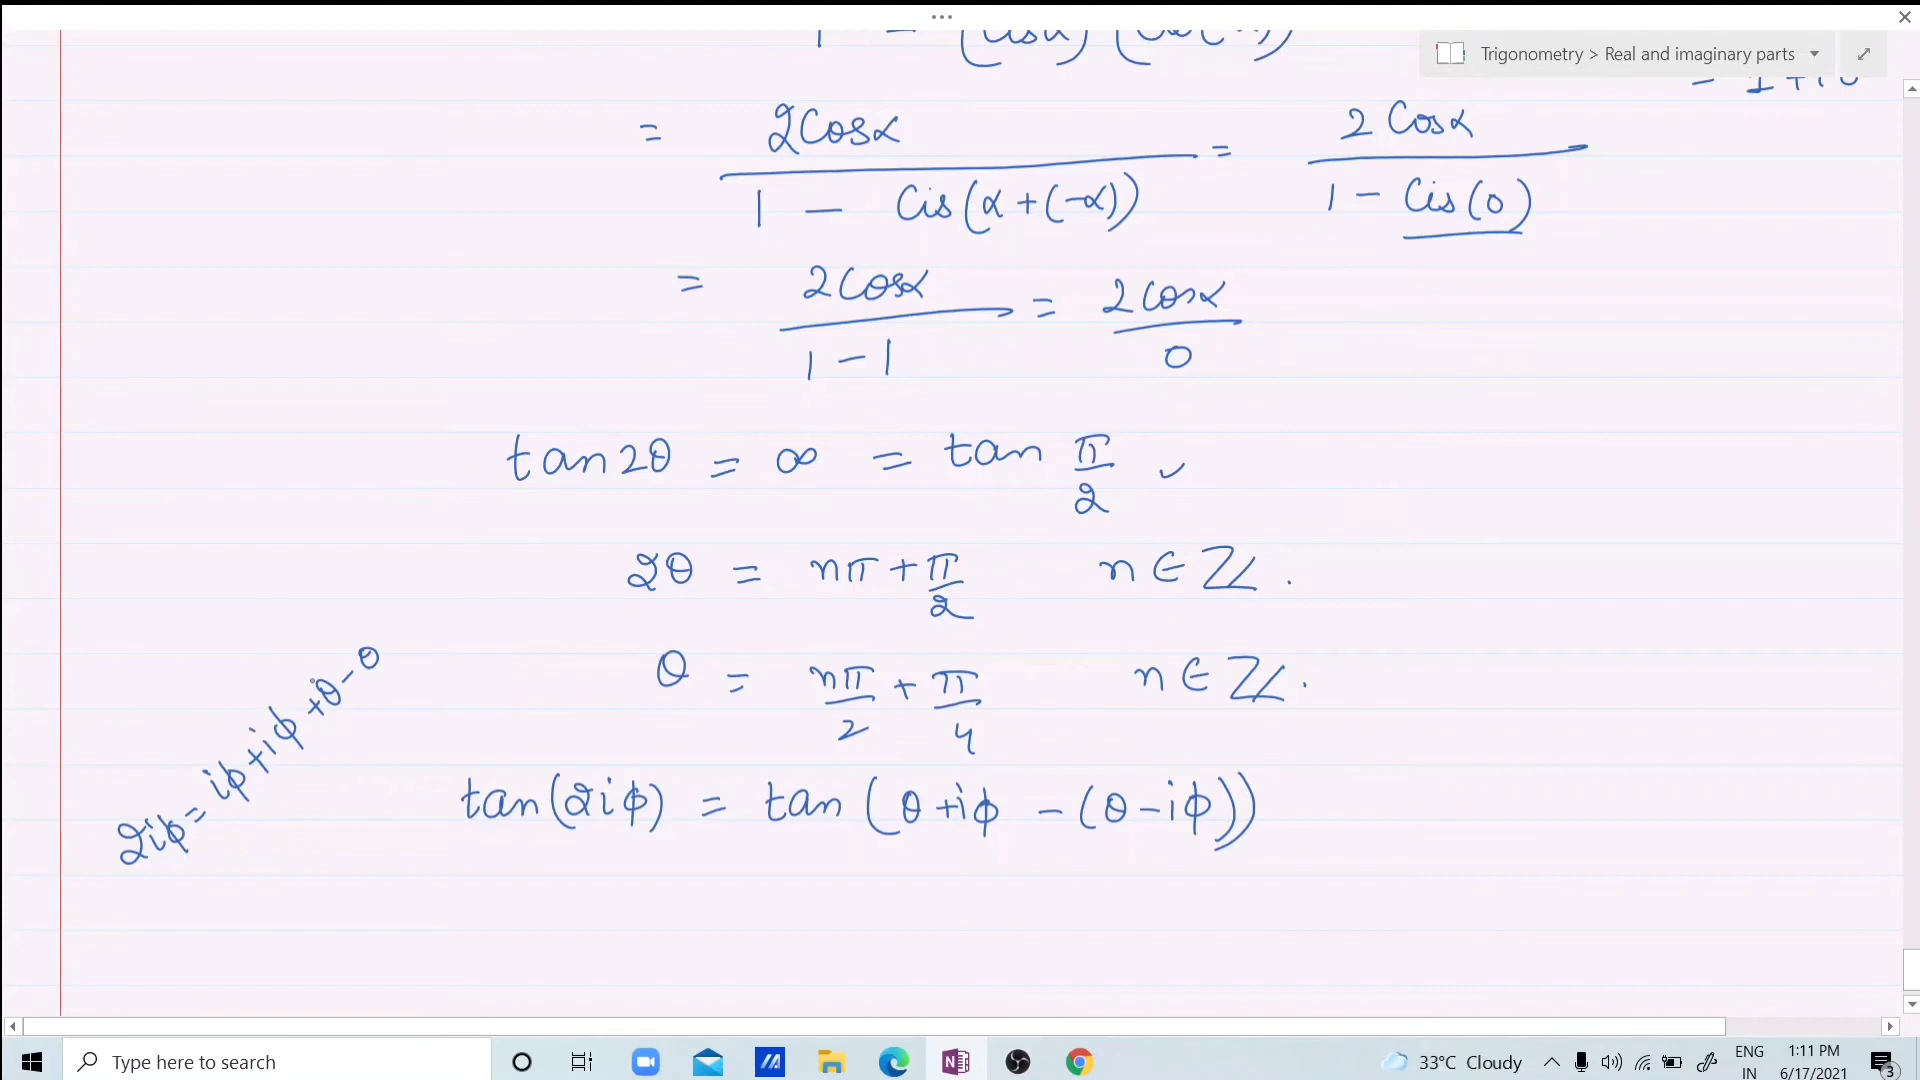 Trigonometry > Real and imaginary parts
= 2Cosα / 1 - Cis(α+(-α)) = 2 Cosα / 1 - Cis(0)
= 2Cosα / 1-1 = 2Cosα / 0
tan2θ = ∞ = tan π/2 ✓
2θ = nπ + π/2 n ∈ ℤ.
θ = nπ/2 + π/4 n ∈ ℤ.
2iϕ = iϕ+iϕ+θ-θ
tan(2iϕ) = tan(θ+iϕ - (θ-iϕ))
Type here to search
33°C Cloudy
ENG
IN
1:11 PM
6/17/2021
3